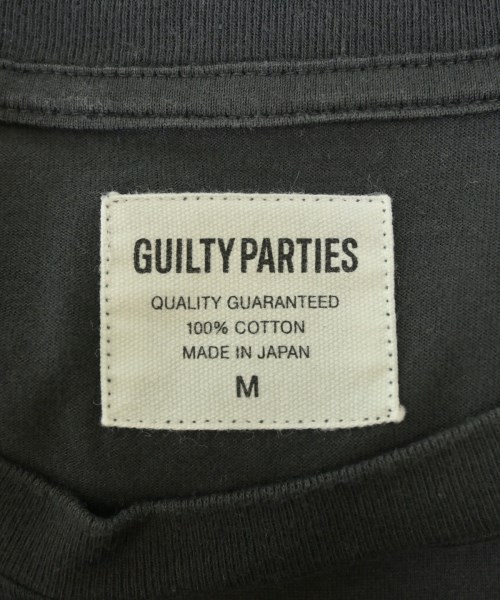 GUILTY PARTIES
QUALITY GUARANTEED
100% COTTON
MADE IN JAPAN
M